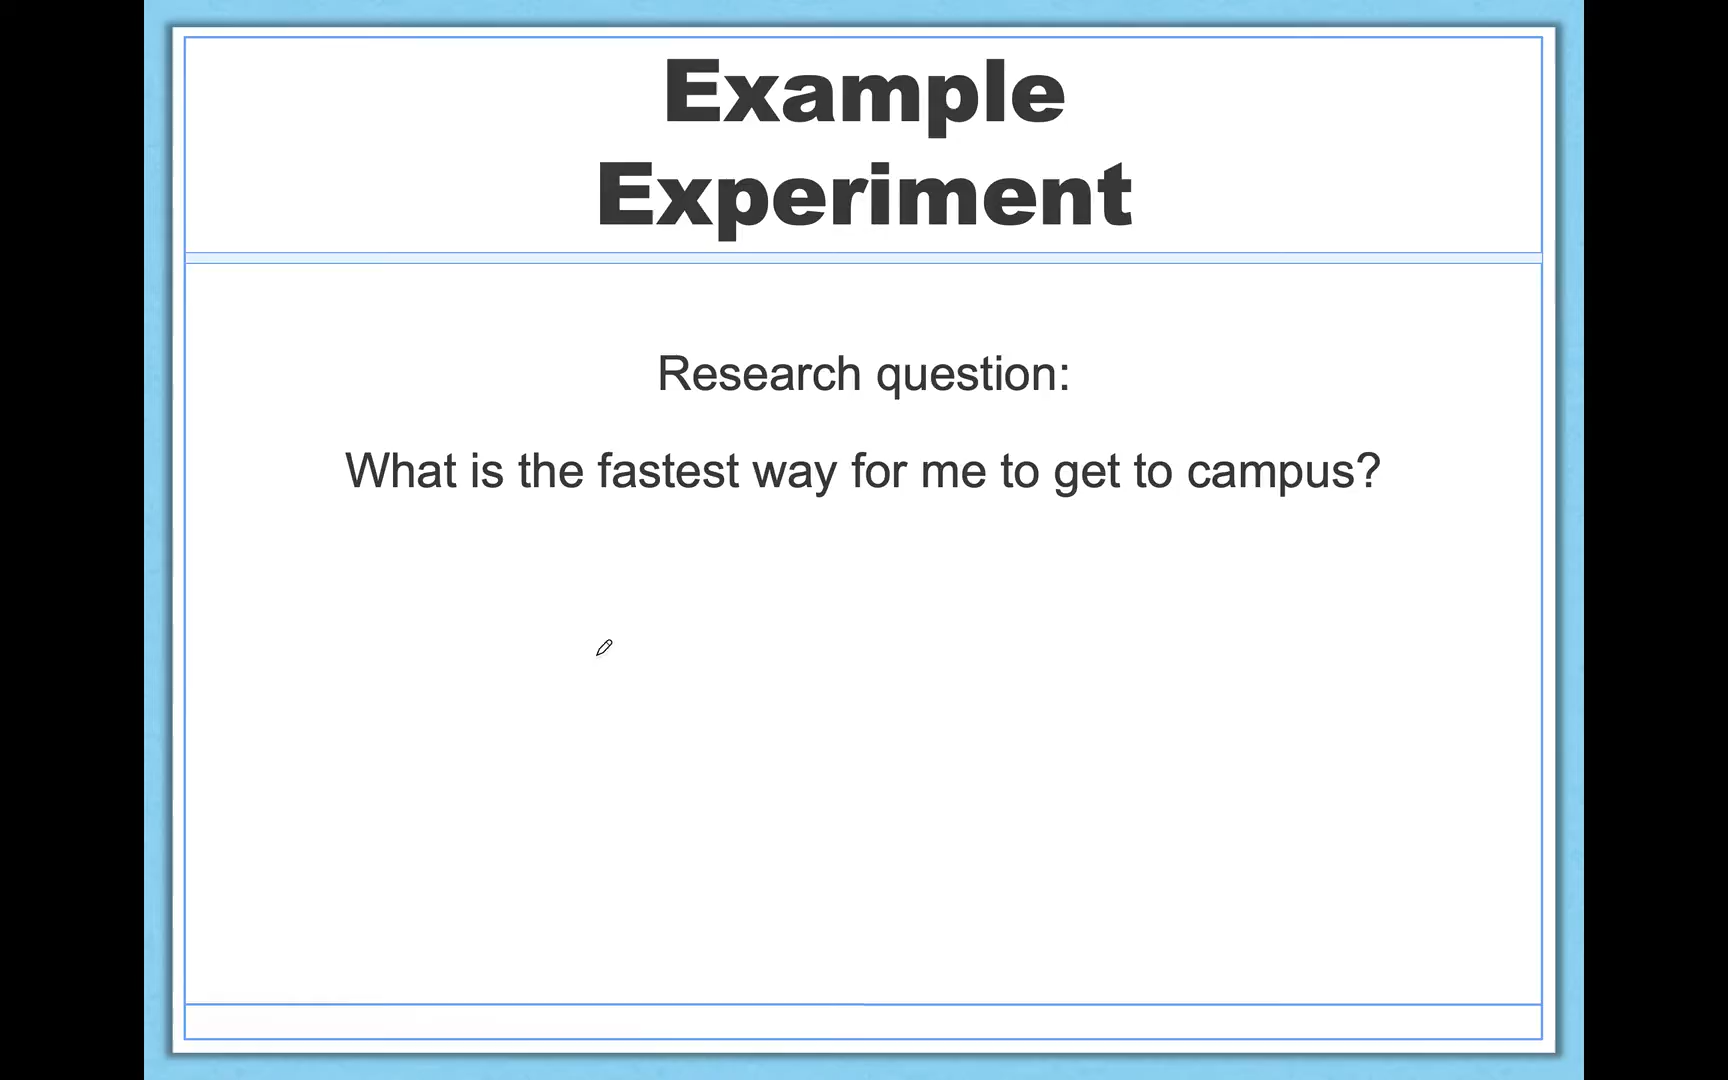 Example
Experiment
Research question:
What is the fastest way for me to get to campus?